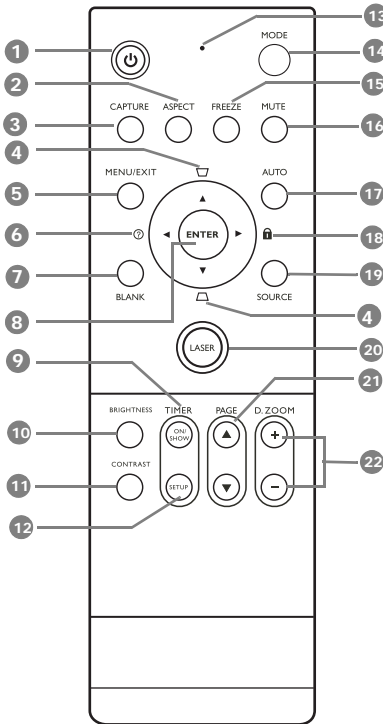 13
MODE
1
14
2
15
CAPTURE ASPECT FREEZE MUTE
3
16
4
MENU/EXIT AUTO
5
17
6
?
ENTER
18
7
19
BLANK SOURCE
8
4
LASER
20
9
21
BRIGHTNESS TIMER PAGE D. ZOOM
10
ON/
SHOW
+
CONTRAST
22
11
SETUP
−
12